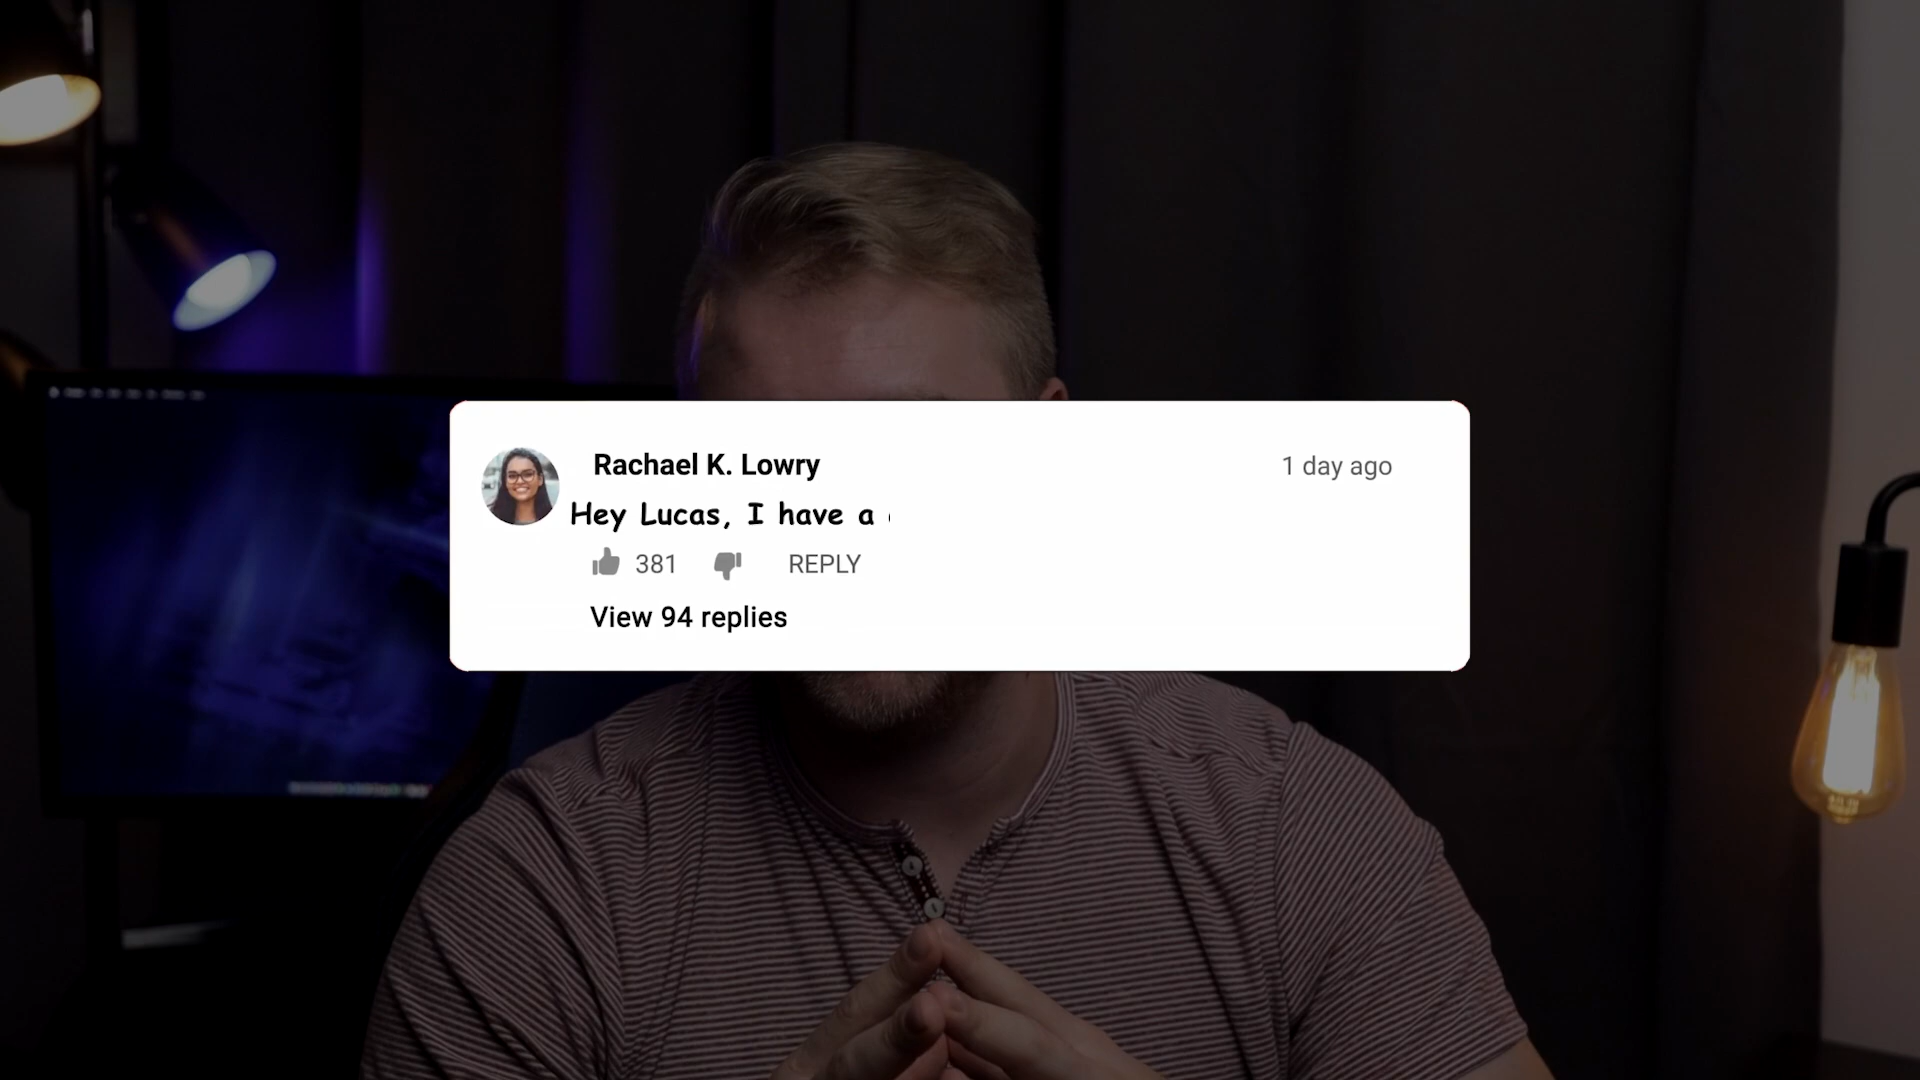 Rachael K. Lowry
1 day ago
Hey Lucas, I have a
381
REPLY
View 94 replies